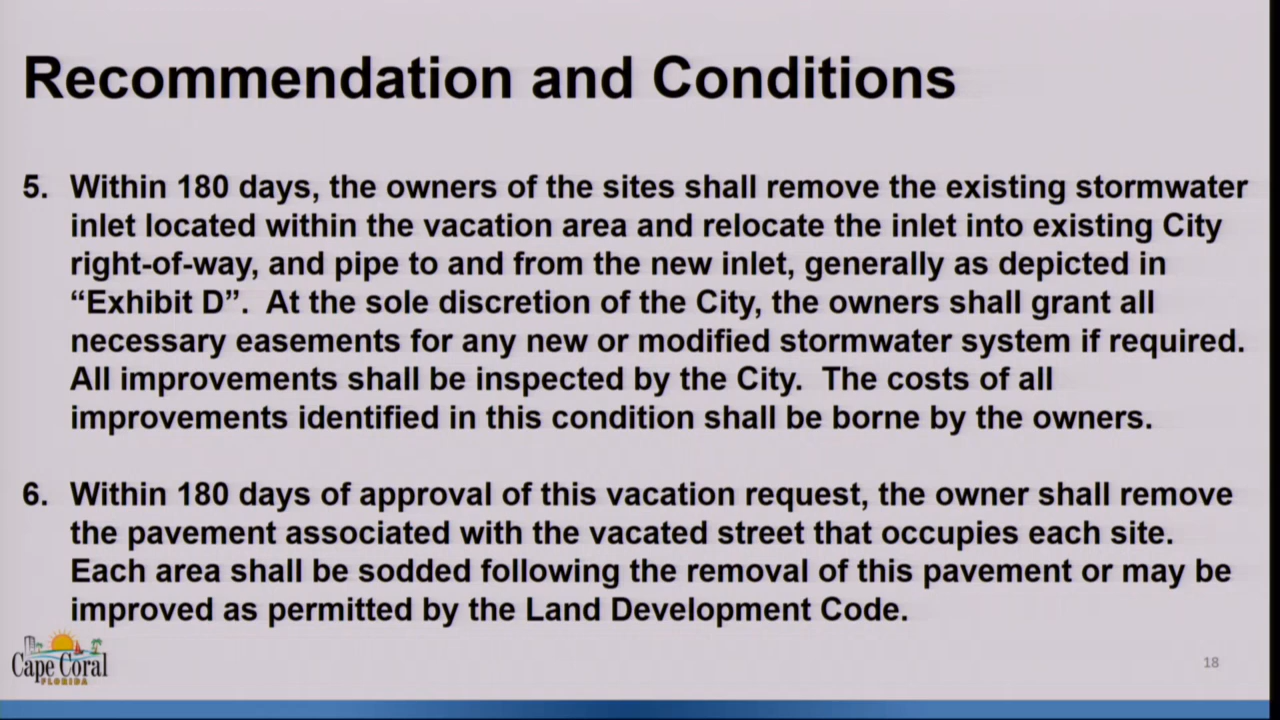 Recommendation and Conditions
5. Within 180 days, the owners of the sites shall remove the existing stormwater
inlet located within the vacation area and relocate the inlet into existing City
right-of-way, and pipe to and from the new inlet, generally as depicted in
“Exhibit D”.  At the sole discretion of the City, the owners shall grant all
necessary easements for any new or modified stormwater system if required.
All improvements shall be inspected by the City.  The costs of all
improvements identified in this condition shall be borne by the owners.
6. Within 180 days of approval of this vacation request, the owner shall remove
the pavement associated with the vacated street that occupies each site.
Each area shall be sodded following the removal of this pavement or may be
improved as permitted by the Land Development Code.
Cape Coral
FLORIDA
18